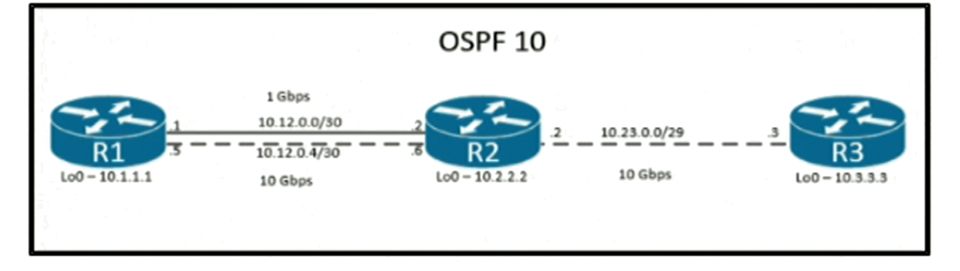 OSPF 10
1 Gbps
.1 10.12.0.0/30 .2
.2 10.23.0.0/29 .3
R1 R2 R3
.5 10.12.0.4/30 .6
Lo0 – 10.1.1.1
10 Gbps
Lo0 – 10.2.2.2
10 Gbps
Lo0 – 10.3.3.3